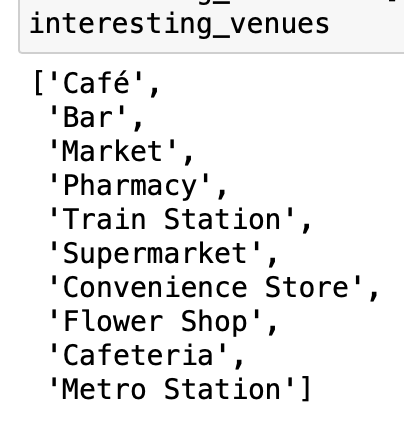 interesting_venues
['Café',
'Bar',
'Market',
'Pharmacy',
'Train Station',
'Supermarket',
'Convenience Store',
'Flower Shop',
'Cafeteria',
'Metro Station']